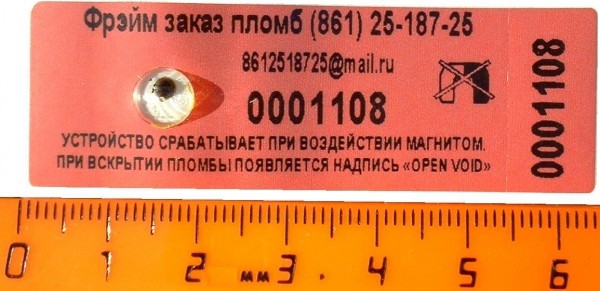 Фрэйм заказ пломб (861) 25-187-25
8612518725@mail.ru
0001108
УСТРОЙСТВО СРАБАТЫВАЕТ ПРИ ВОЗДЕЙСТВИИ МАГНИТОМ.
ПРИ ВСКРЫТИИ ПЛОМБЫ ПОЯВЛЯЕТСЯ НАДПИСЬ «OPEN VOID»
0001108
0 1 2 мм 3 4 5 6